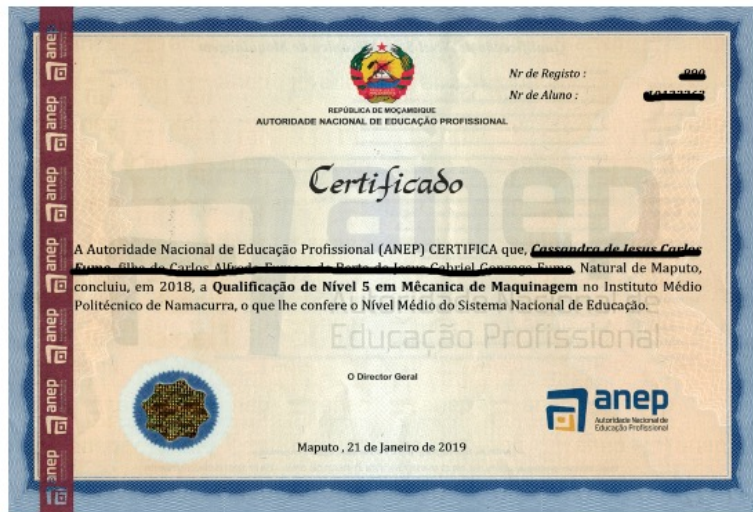 anep
anep
anep
anep
anep
anep
anep
anep
REPÚBLICA DE MOÇAMBIQUE
AUTORIDADE NACIONAL DE EDUCAÇÃO PROFISSIONAL
Nr de Registo :
Nr de Aluno :
Certificado
A Autoridade Nacional de Educação Profissional (ANEP) CERTIFICA que,
Natural de Maputo,
concluiu, em 2018, a Qualificação de Nível 5 em Mêcanica de Maquinagem no Instituto Médio
Politécnico de Namacurra, o que lhe confere o Nível Médio do Sistema Nacional de Educação.
anep
Educação Profissional
O Director Geral
Maputo , 21 de Janeiro de 2019
anep
Autoridade Nacional de
Educação Profissional